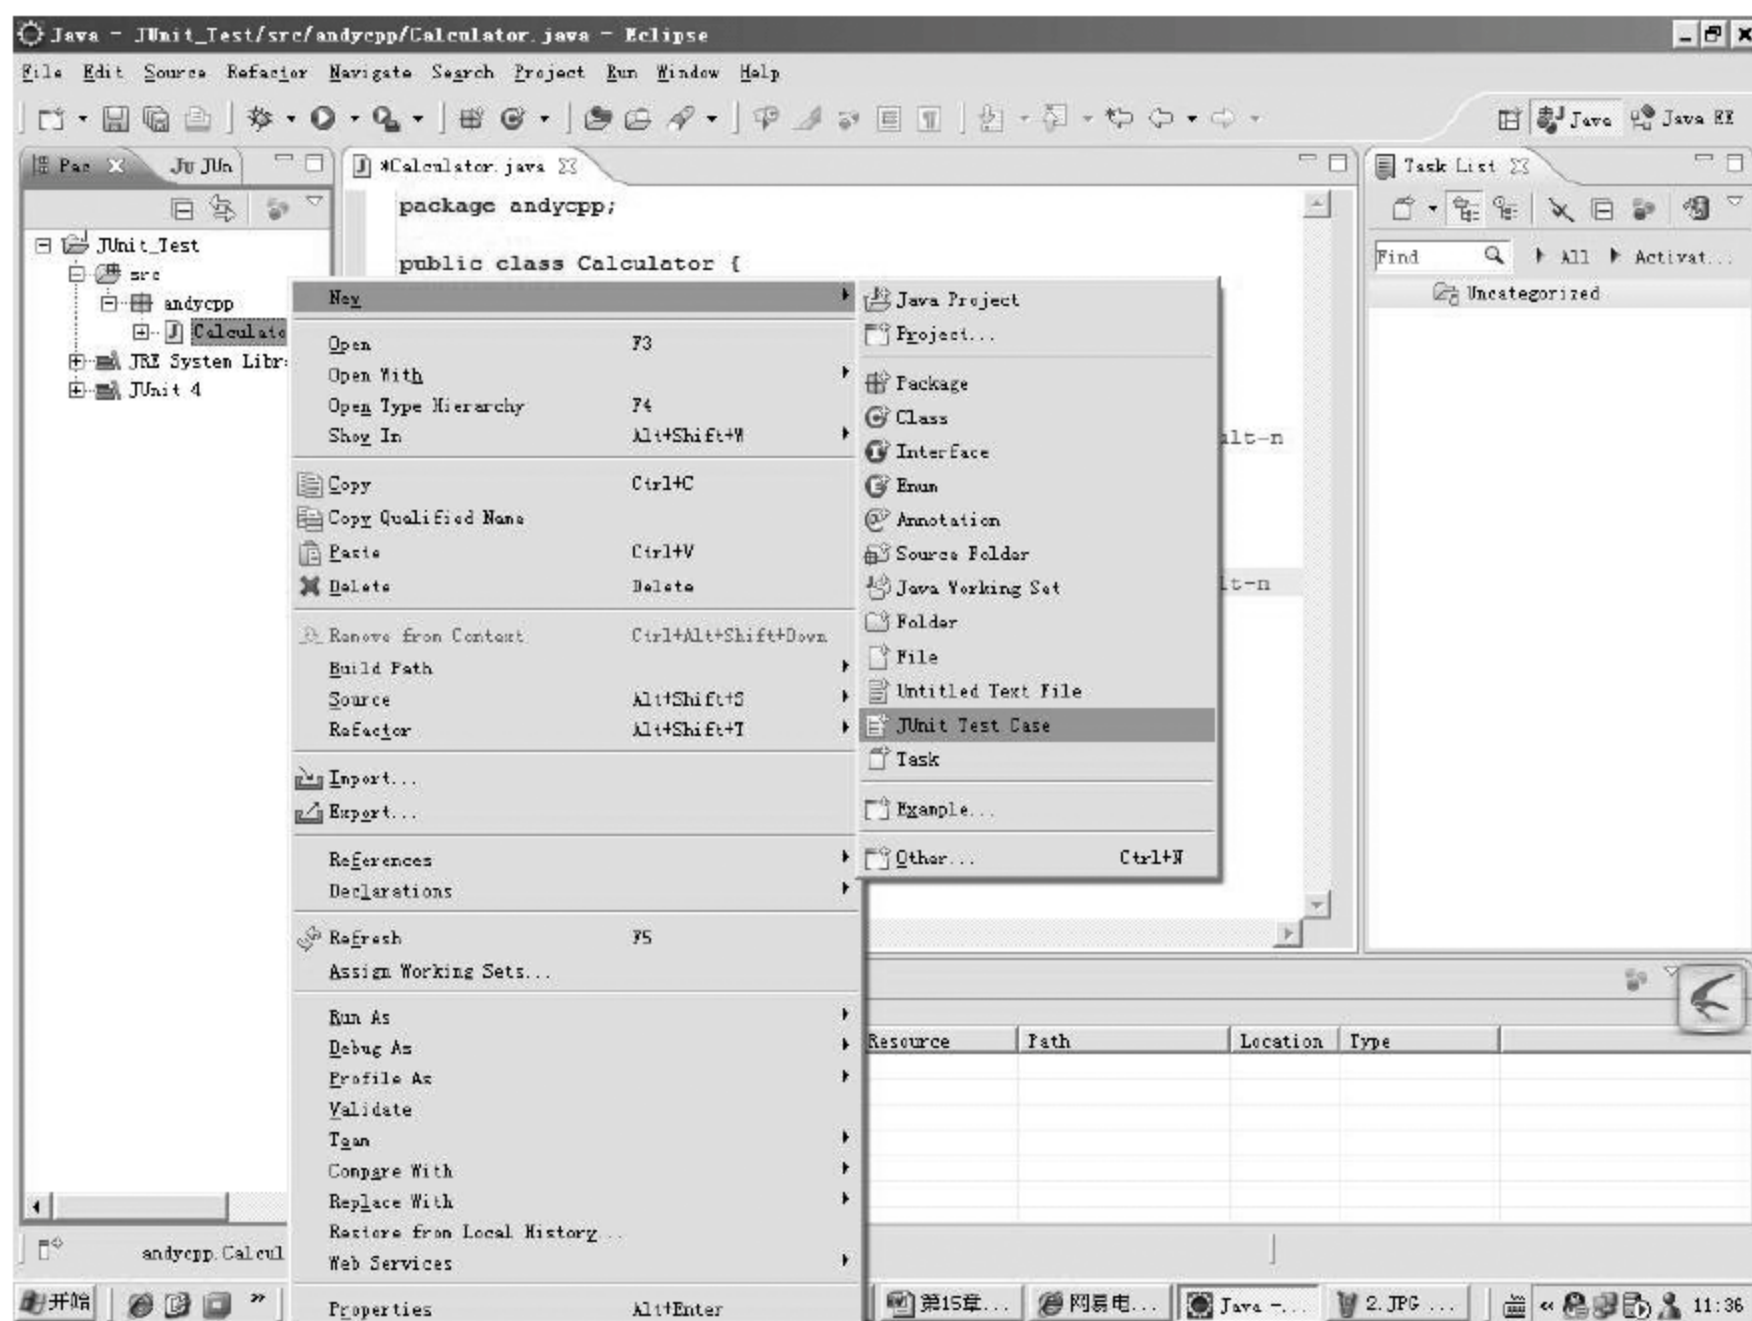 Java - JUnit_Test/src/andycpp/Calculator.java - Eclipse
File Edit Source Refactor Navigate Search Project Run Window Help
Java Java EE
Pac JU JUn
*Calculator.java
Task List
package andycpp;
public class Calculator {
Find All Activat...
Uncategorized
JUnit_Test
src
andycpp
Calculato
JRE System Libr
JUnit 4
New
Open F3
Open With
Open Type Hierarchy F4
Show In Alt+Shift+W
Copy Ctrl+C
Copy Qualified Name
Paste Ctrl+V
Delete Delete
Remove from Context Ctrl+Alt+Shift+Down
Build Path
Source Alt+Shift+S
Refactor Alt+Shift+T
Import...
Export...
References
Declarations
Refresh F5
Assign Working Sets...
Run As
Debug As
Profile As
Validate
Team
Compare With
Replace With
Restore from Local History...
Web Services
Properties Alt+Enter
Java Project
Project...
Package
Class
Interface
Enum
Annotation
Source Folder
Java Working Set
Folder
File
Untitled Text File
JUnit Test Case
Task
Example...
Other... Ctrl+N
ult-n
lt-n
Resource Path Location Type
andycpp.Calcul
开始 第15章... 网易电... Java -... 2.JPG ... 11:36